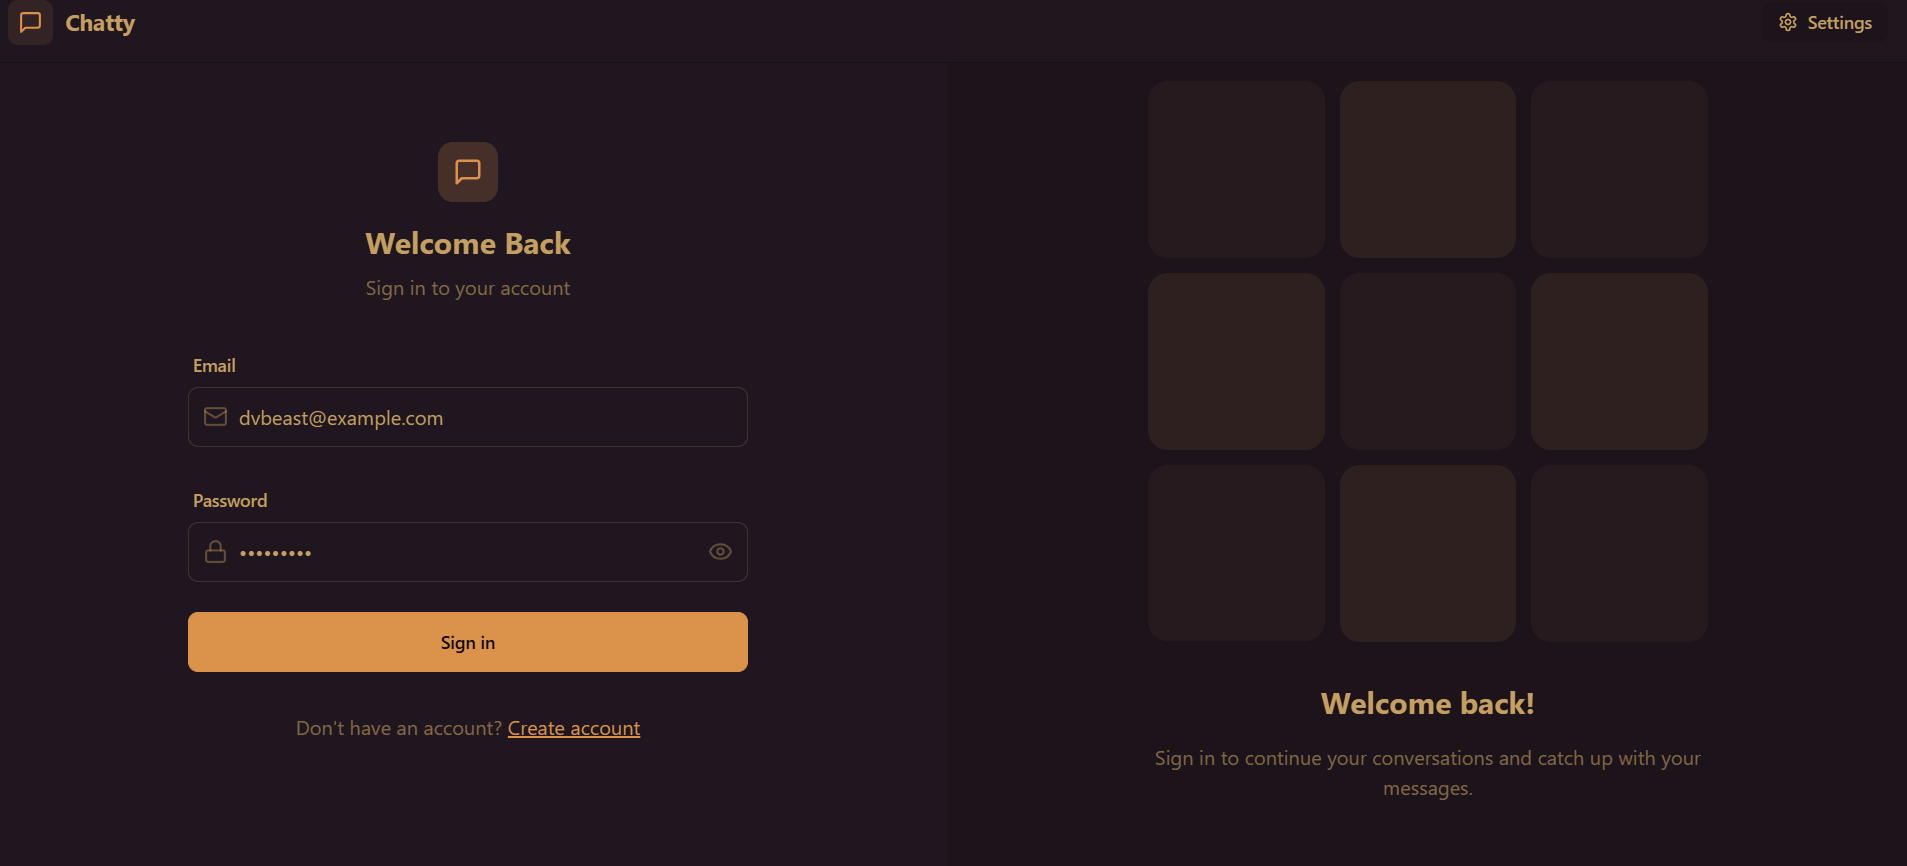 Chatty
Settings
Welcome Back
Sign in to your account
Email
dvbeast@example.com
Password
•••••••••
Sign in
Don't have an account? Create account
Welcome back!
Sign in to continue your conversations and catch up with your
messages.